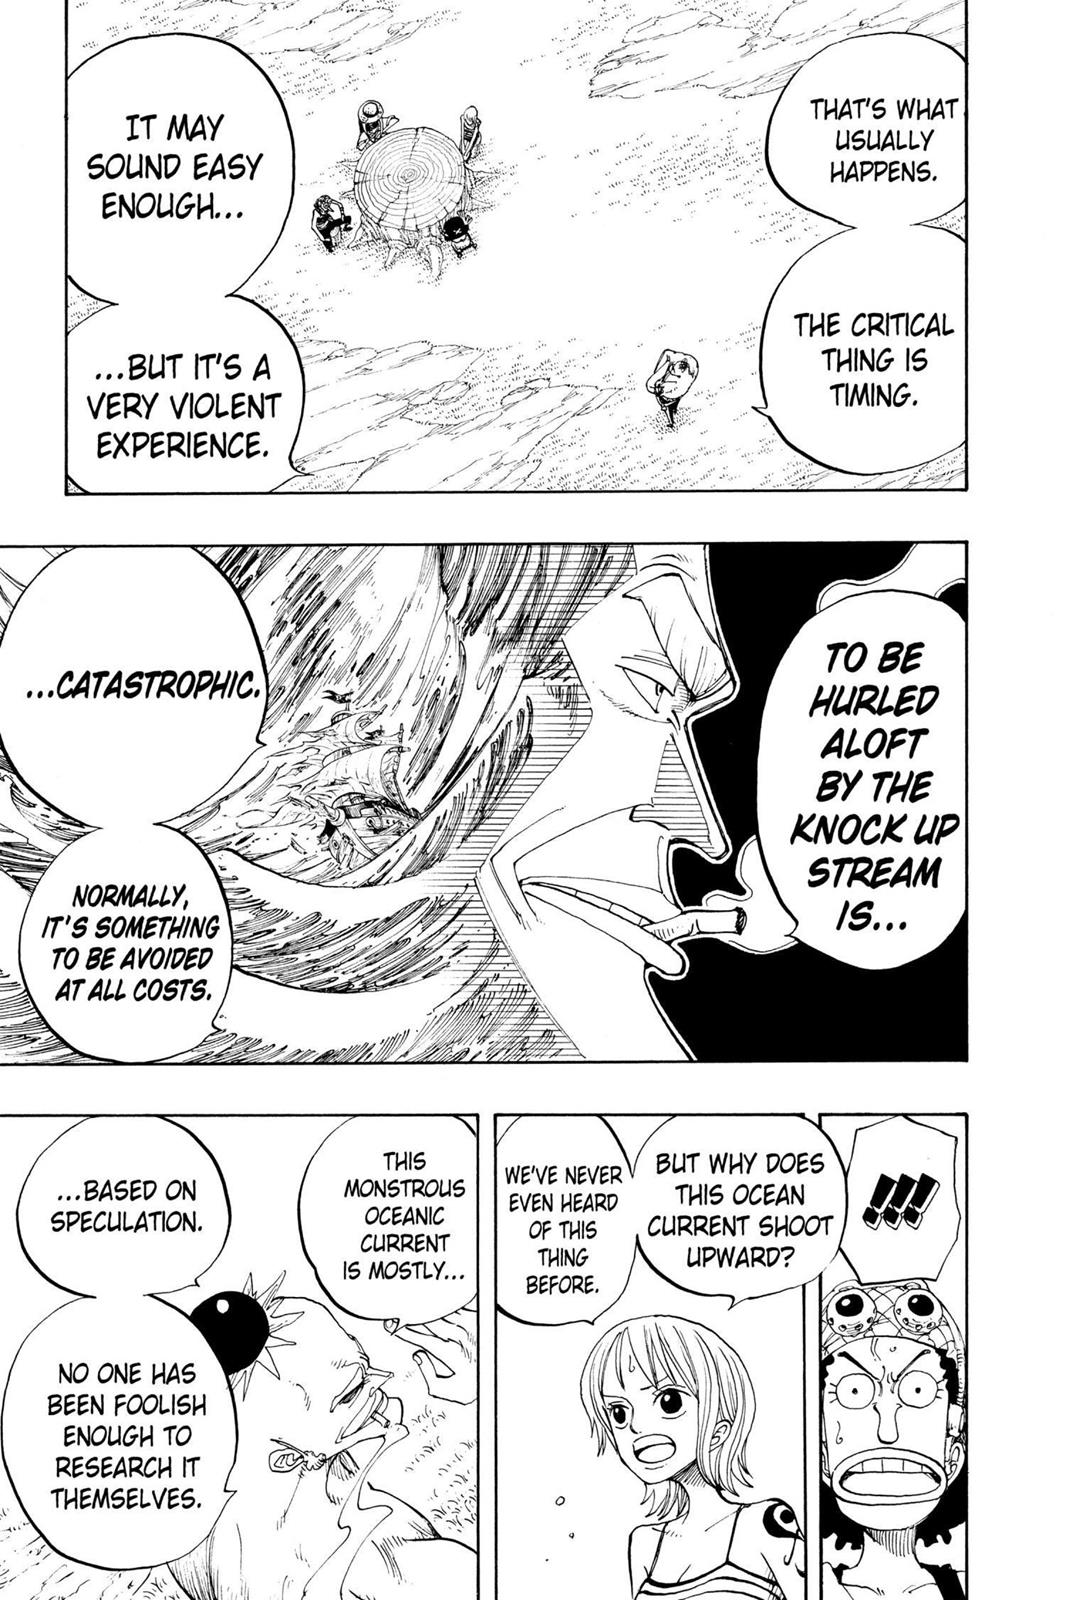 THAT'S WHAT
USUALLY
HAPPENS.
THE CRITICAL
THING IS
TIMING.
IT MAY
SOUND EASY
ENOUGH...
...BUT IT'S A
VERY VIOLENT
EXPERIENCE.
TO BE
HURLED
ALOFT
BY THE
KNOCK UP
STREAM
IS...
...CATASTROPHIC.
NORMALLY,
IT'S SOMETHING
TO BE AVOIDED
AT ALL COSTS.
!!!
BUT WHY DOES
THIS OCEAN
CURRENT SHOOT
UPWARD?
WE'VE NEVER
EVEN HEARD
OF THIS
THING
BEFORE.
THIS
MONSTROUS
OCEANIC
CURRENT
IS MOSTLY...
...BASED ON
SPECULATION.
NO ONE HAS
BEEN FOOLISH
ENOUGH TO
RESEARCH IT
THEMSELVES.